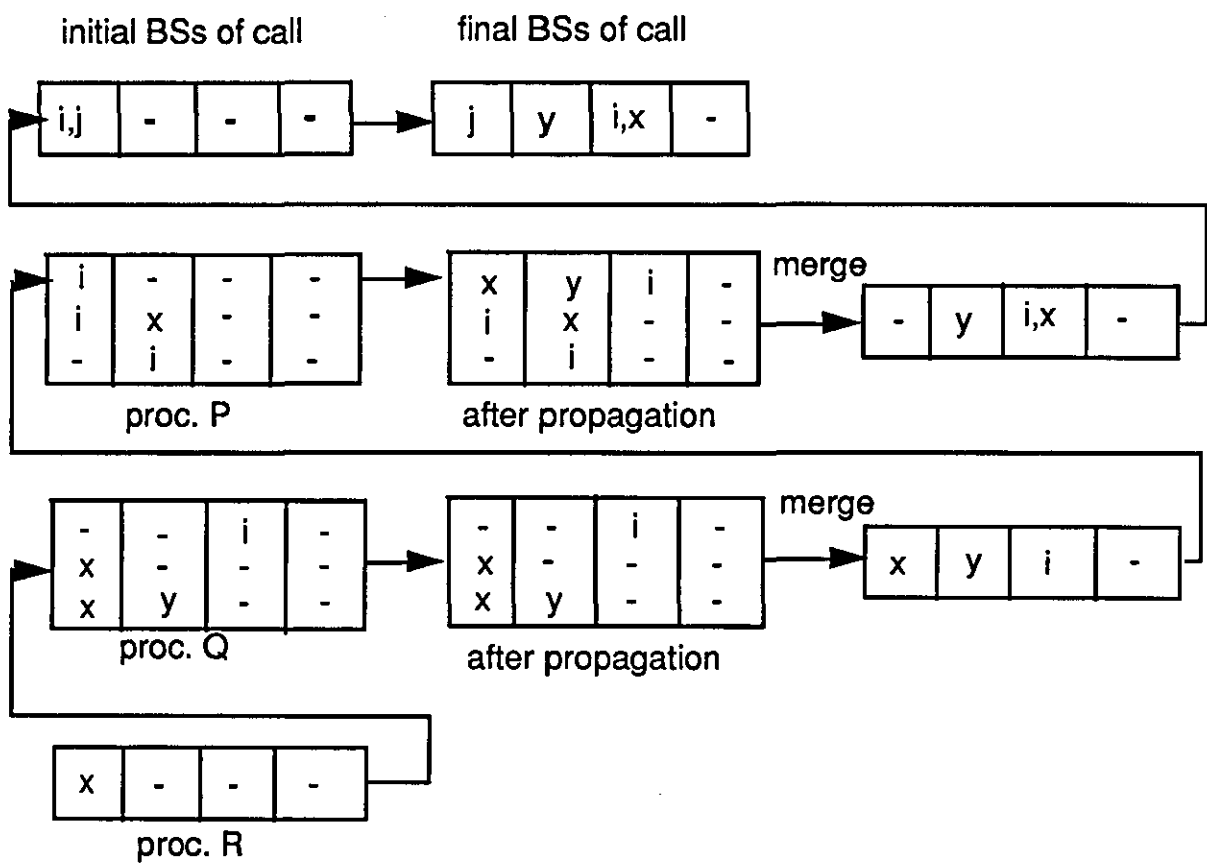 initial BSs of call final BSs of call
i,j - - - j y i,x -
i - - - x y i - merge
i x - - i x - - - y i,x -
- i - - - i - -
proc. P after propagation
- - i - - - i - merge
x - - - x - - - x y i -
x y - - x y - -
proc. Q after propagation
x - - -
proc. R